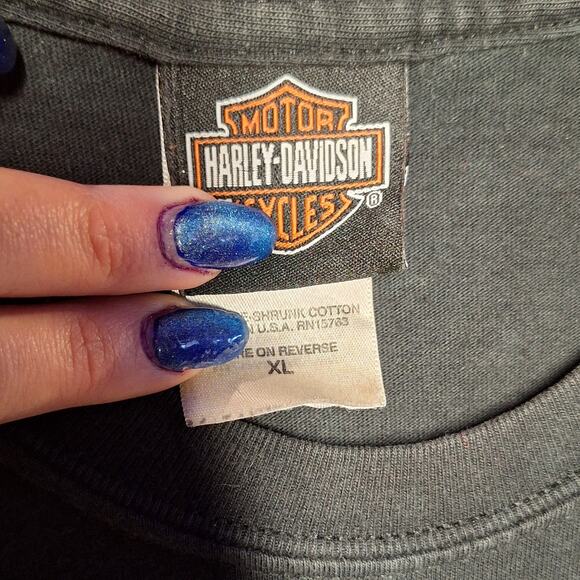 MOTOR
HARLEY-DAVIDSON
CYCLES
®
-SHRUNK COTTON
U.S.A. RN15763
ON REVERSE
XL